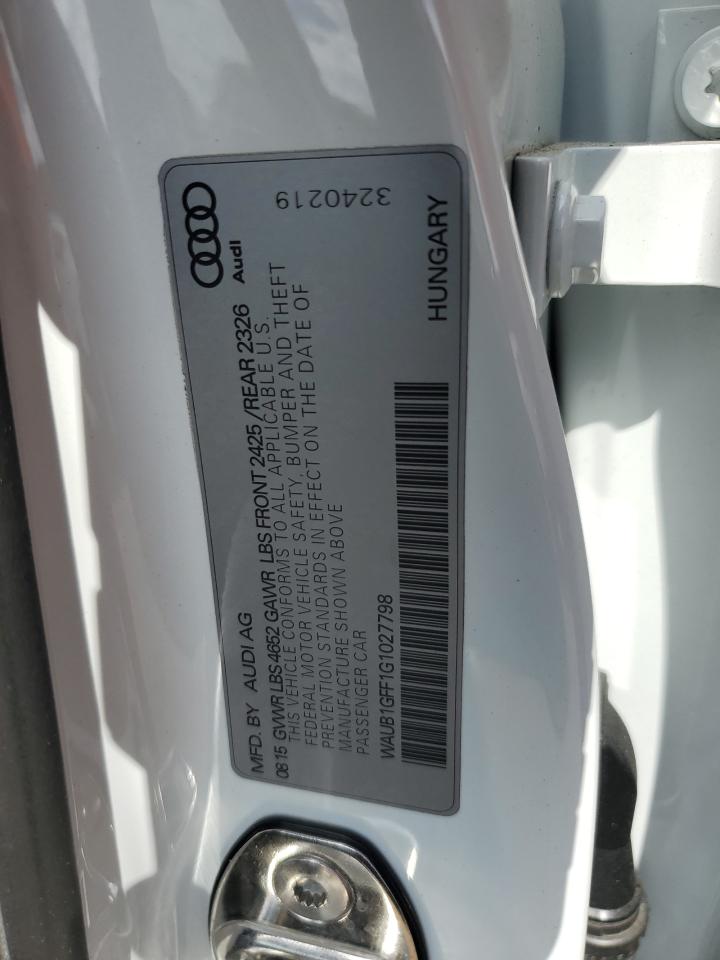 MFD. BY AUDI AG
Audi
0815 GVWR LBS 4652 GAWR LBS FRONT 2425 /REAR 2326
THIS VEHICLE CONFORMS TO ALL APPLICABLE U.S.
FEDERAL MOTOR VEHICLE SAFETY, BUMPER AND THEFT
PREVENTION STANDARDS IN EFFECT ON THE DATE OF
MANUFACTURE SHOWN ABOVE
PASSENGER CAR
3240219
WAUB1GFF1G1027798
HUNGARY